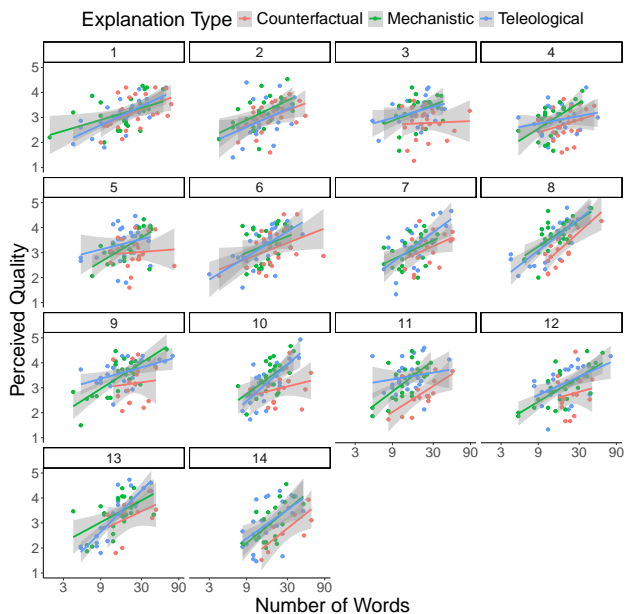 Explanation Type Counterfactual Mechanistic Teleological
1 2 3 4
5
4
3
2
1
5 6 7 8
5
4
3
2
1
Perceived Quality
9 10 11 12
5
4
3
2
1
3 9 30 90 3 9 30 90
13 14
5
4
3
2
1
3 9 30 90 3 9 30 90
Number of Words